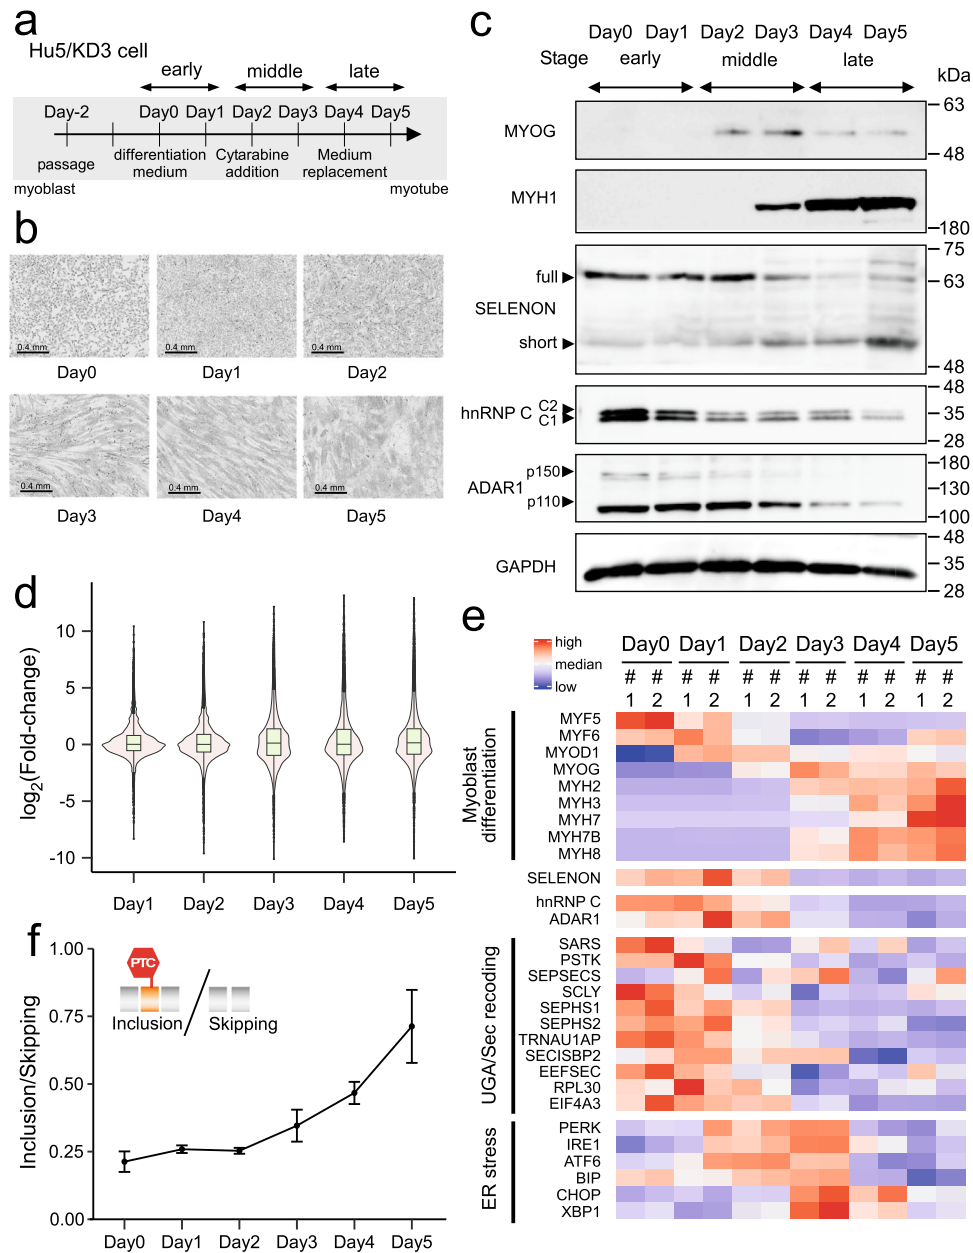 a
Hu5/KD3 cell
early
middle
late
Day-2
Day0
Day1
Day2
Day3
Day4
Day5
passage
differentiation
medium
Cytarabine
addition
Medium
replacement
myoblast
myotube
b
0.4 mm
0.4 mm
0.4 mm
Day0
Day1
Day2
0.4 mm
0.4 mm
0.4 mm
Day3
Day4
Day5
c
Day0 Day1 Day2 Day3 Day4 Day5
Stage
early
middle
late
kDa
MYOG
63
48
MYH1
180
SELENON
full
short
75
63
48
hnRNP C
C2
C1
48
35
28
ADAR1
p150
p110
180
130
100
GAPDH
48
35
28
d
log2(Fold-change)
10
5
0
-5
-10
Day1
Day2
Day3
Day4
Day5
e
high
median
low
Day0 Day1 Day2 Day3 Day4 Day5
# # # # # # # # # # # #
1 2 1 2 1 2 1 2 1 2 1 2
Myoblast
differentiation
MYF5
MYF6
MYOD1
MYOG
MYH2
MYH3
MYH7
MYH7B
MYH8
SELENON
hnRNP C
ADAR1
UGA/Sec recoding
SARS
PSTK
SEPSECS
SCLY
SEPHS1
SEPHS2
TRNAU1AP
SECISBP2
EEFSEC
RPL30
EIF4A3
ER stress
PERK
IRE1
ATF6
BIP
CHOP
XBP1
f
Inclusion/Skipping
1.00
0.75
0.50
0.25
0.00
PTC
Inclusion
Skipping
Day0
Day1
Day2
Day3
Day4
Day5